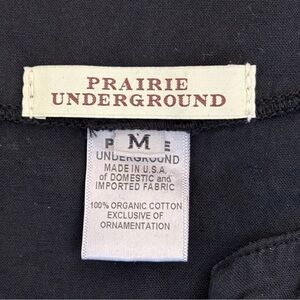 PRAIRIE
UNDERGROUND
M
P E
UNDERGROUND
MADE IN U.S.A.
of DOMESTIC and
IMPORTED FABRIC
100% ORGANIC COTTON
EXCLUSIVE OF
ORNAMENTATION